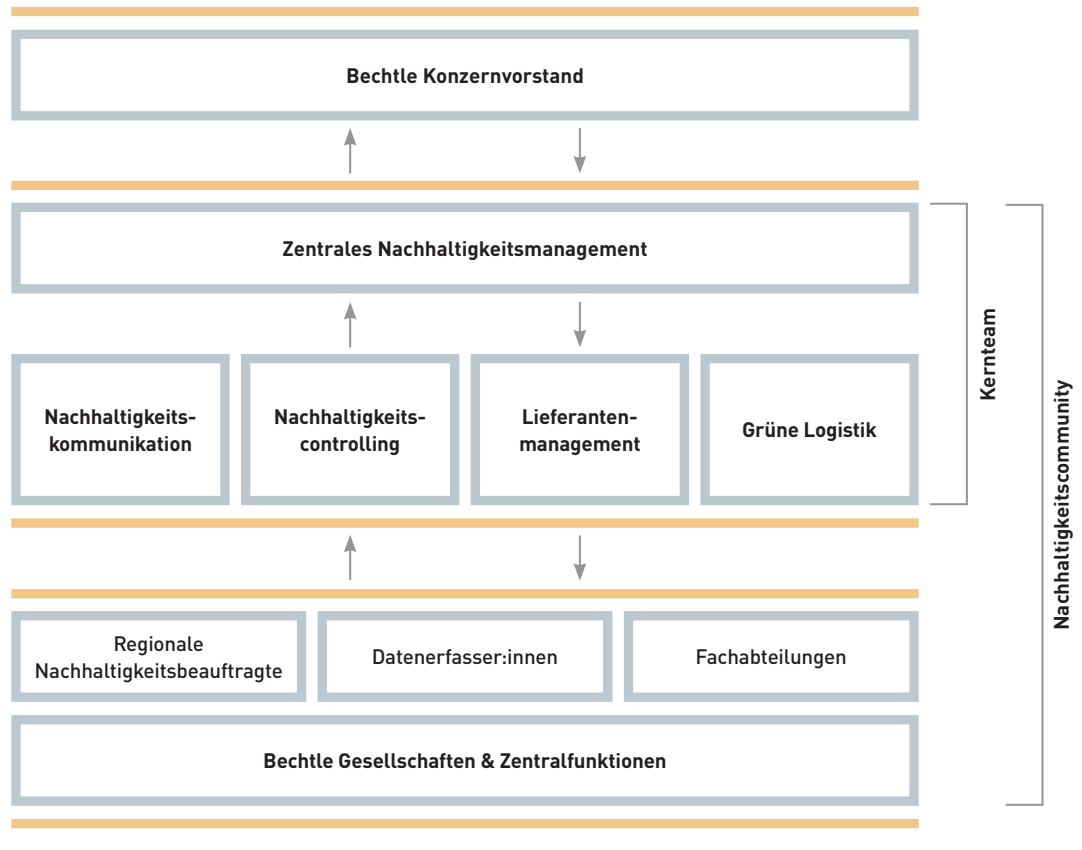 Bechtle Konzernvorstand
Zentrales Nachhaltigkeitsmanagement
Nachhaltigkeits-
kommunikation
Nachhaltigkeits-
controlling
Lieferanten-
management
Grüne Logistik
Kernteam
Nachhaltigkeitscommunity
Regionale
Nachhaltigkeitsbeauftragte
Datenerfasser:innen
Fachabteilungen
Bechtle Gesellschaften & Zentralfunktionen